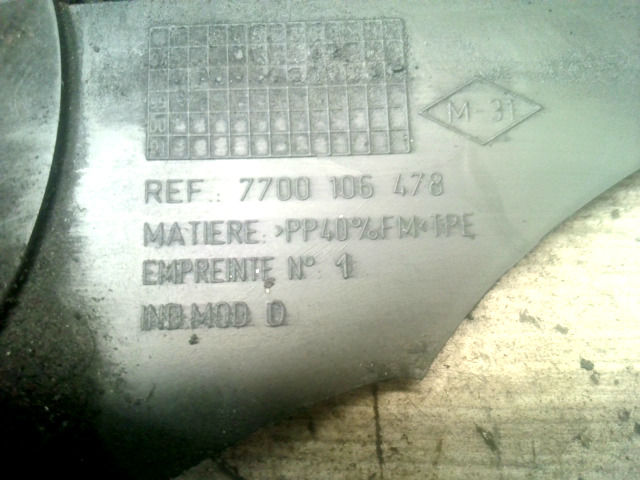 M-31
REF.: 7700 106 478
MATIERE: >PP40%FM<TPE
EMPREINTE N° 1
IND.MOD. D